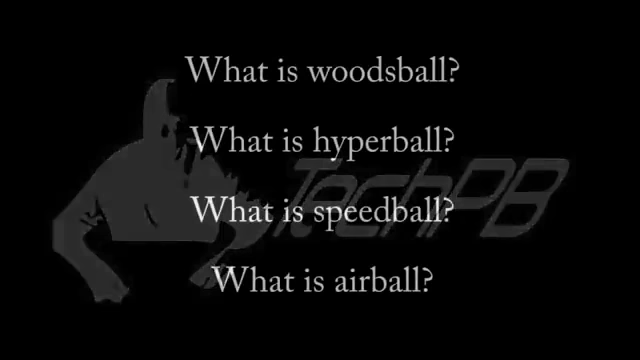 What is woodsball?
What is hyperball?
TechPB
What is speedball?
What is airball?